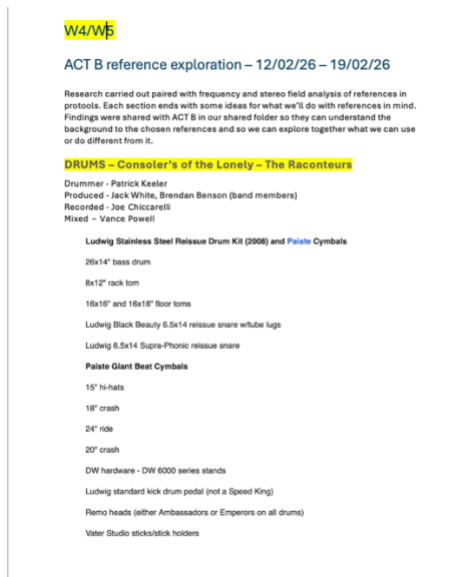 W4/W5
ACT B reference exploration – 12/02/26 – 19/02/26
Research carried out paired with frequency and stereo field analysis of references in
protools. Each section ends with some ideas for what we'll do with references in mind.
Findings were shared with ACT B in our shared folder so they can understand the
background to the chosen references and so we can explore together what we can use
or do different from it.
DRUMS – Consoler's of the Lonely – The Raconteurs
Drummer - Patrick Keeler
Produced - Jack White, Brendan Benson (band members)
Recorded - Joe Chiccarelli
Mixed – Vance Powell
Ludwig Stainless Steel Reissue Drum Kit (2008) and Paiste Cymbals
26x14" bass drum
8x12" rack tom
16x16" and 16x18" floor toms
Ludwig Black Beauty 6.5x14 reissue snare w/tube lugs
Ludwig 6.5x14 Supra-Phonic reissue snare
Paiste Giant Beat Cymbals
15" hi-hats
18" crash
24" ride
20" crash
DW hardware - DW 6000 series stands
Ludwig standard kick drum pedal (not a Speed King)
Remo heads (either Ambassadors or Emperors on all drums)
Vater Studio sticks/stick holders